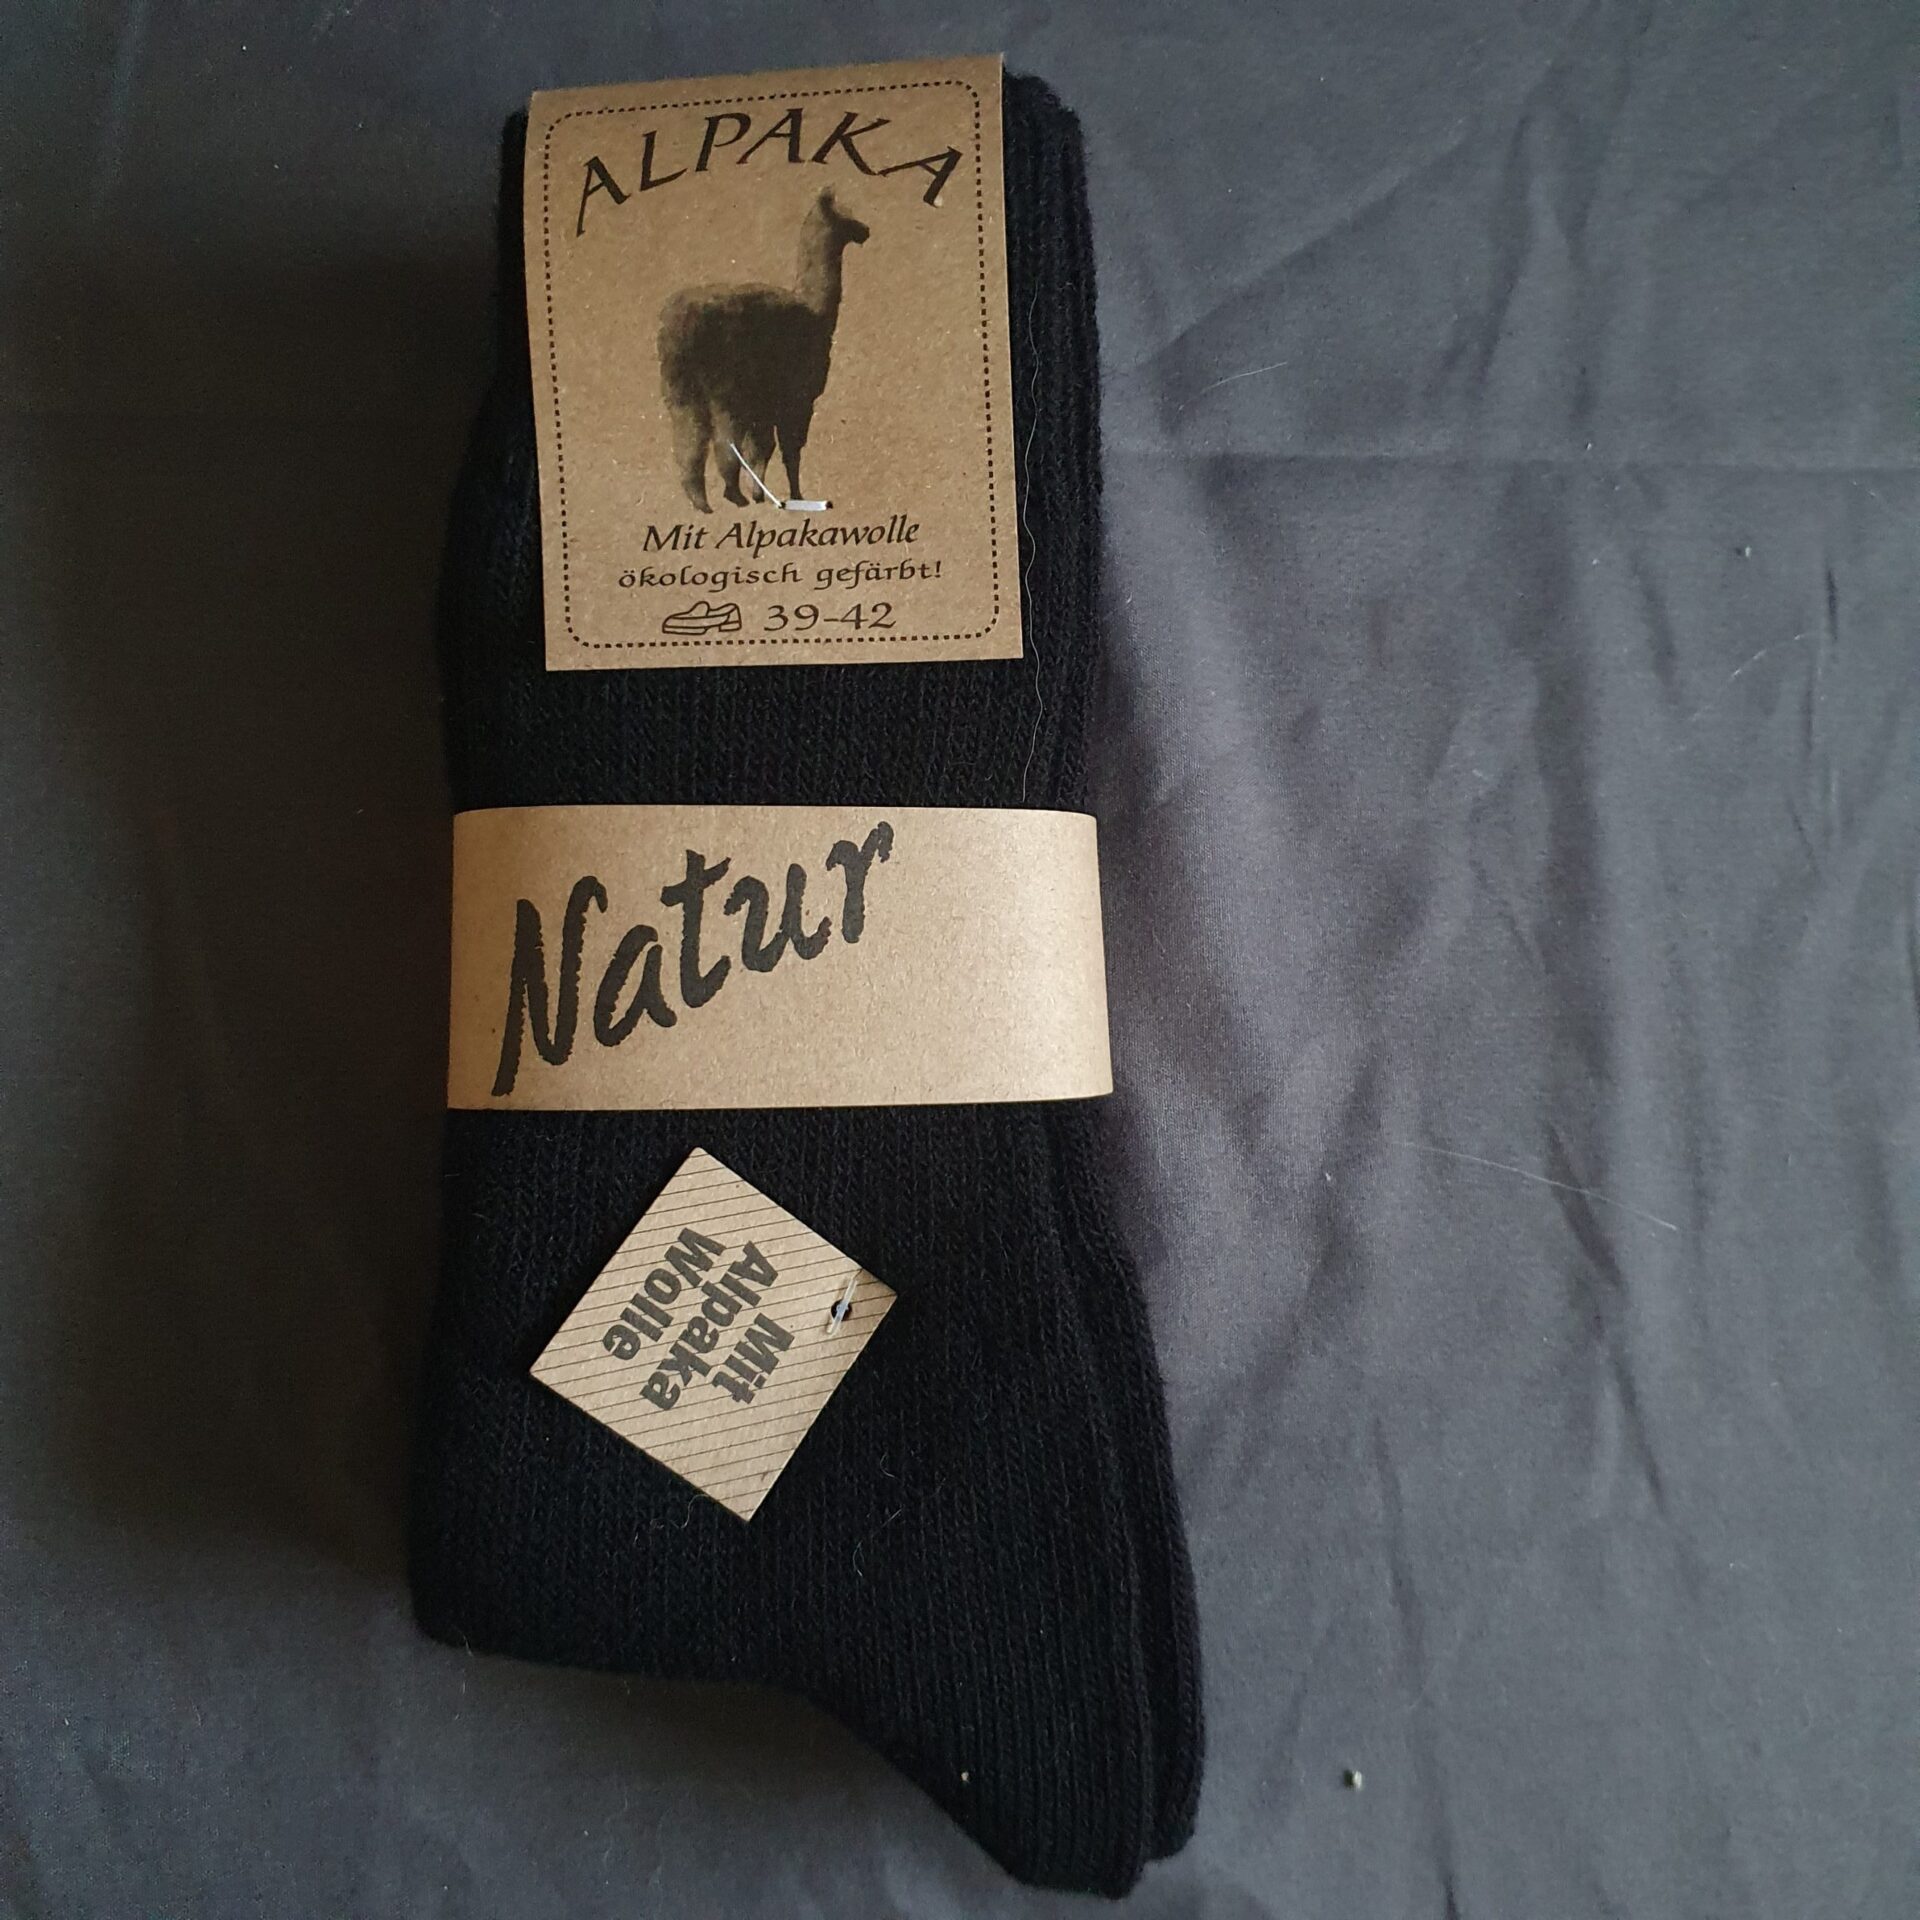 ALPAKA
Mit Alpakawolle
ökologisch gefärbt!
39-42
Natur
Mit
Alpaka
Wolle